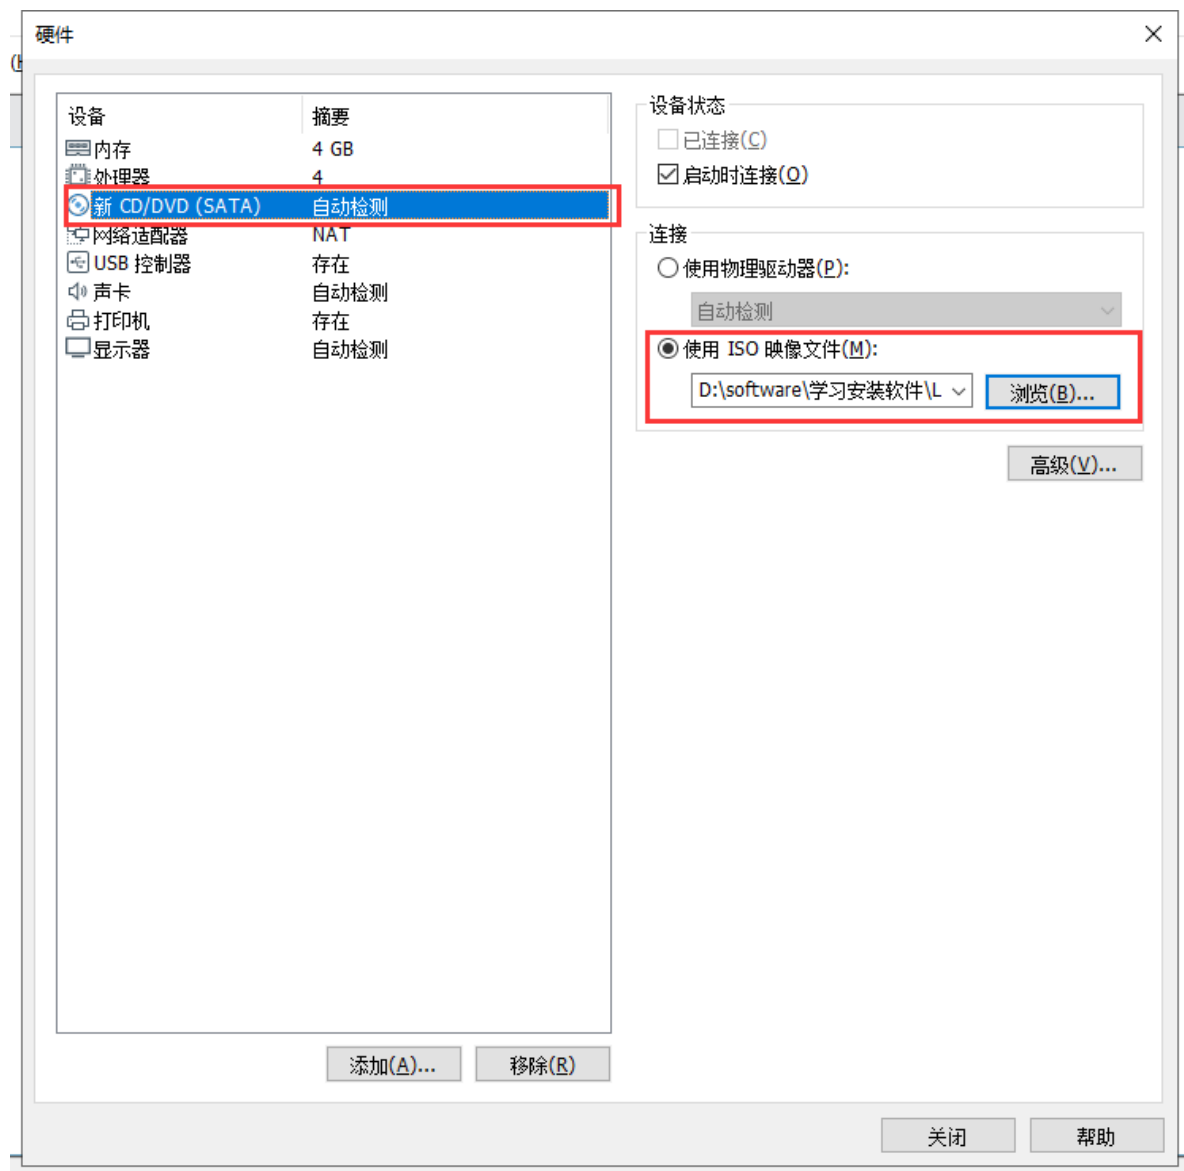 硬件
设备 摘要
内存 4 GB
处理器 4
新 CD/DVD (SATA) 自动检测
网络适配器 NAT
USB 控制器 存在
声卡 自动检测
打印机 存在
显示器 自动检测
添加(A)... 移除(R)
设备状态
已连接(C)
启动时连接(O)
连接
使用物理驱动器(P):
自动检测
使用 ISO 映像文件(M):
D:\software\学习安装软件\L 浏览(B)...
高级(V)...
关闭 帮助